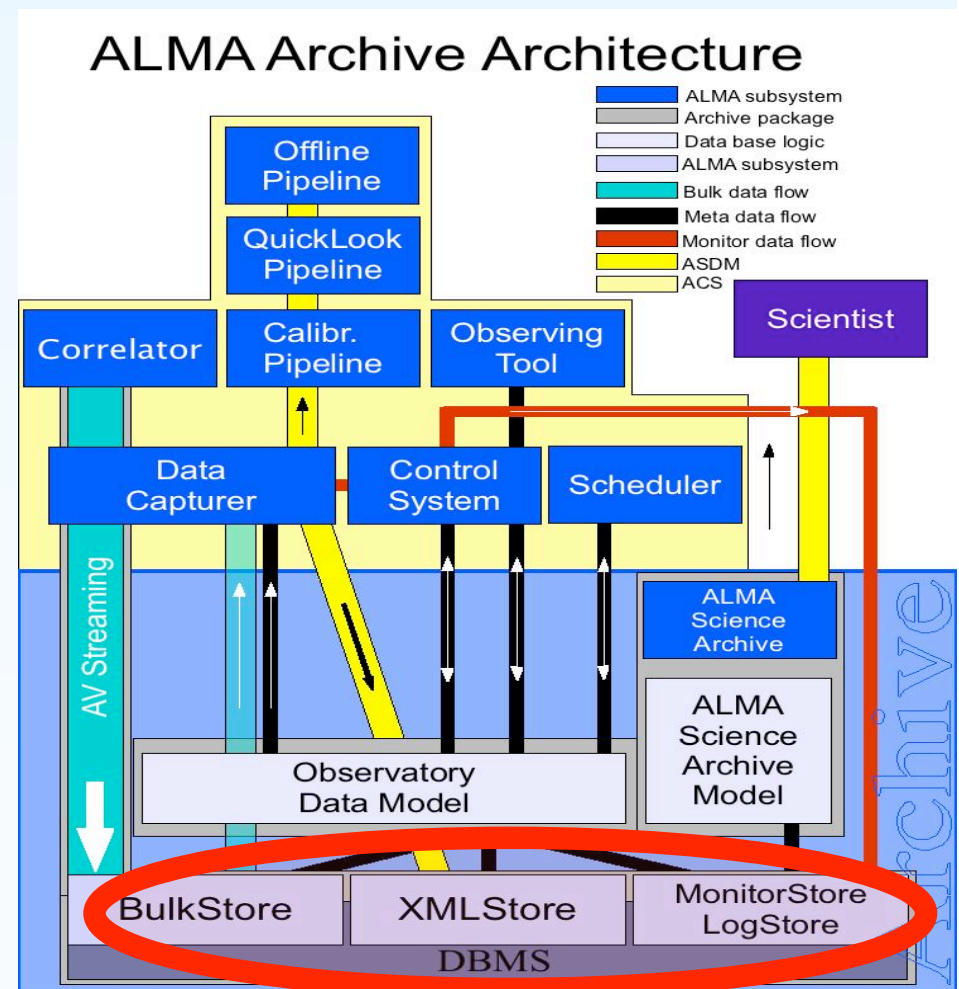 ALMA Archive Architecture
ALMA subsystem
Archive package
Data base logic
ALMA subsystem
Bulk data flow
Meta data flow
Monitor data flow
ASDM
ACS
Offline
Pipeline
QuickLook
Pipeline
Correlator
Calibr.
Pipeline
Observing
Tool
Scientist
Data
Capturer
Control
System
Scheduler
AV Streaming
ALMA
Science
Archive
ALMA
Science
Archive
Model
Observatory
Data Model
Archive
BulkStore
XMLStore
MonitorStore
LogStore
DBMS